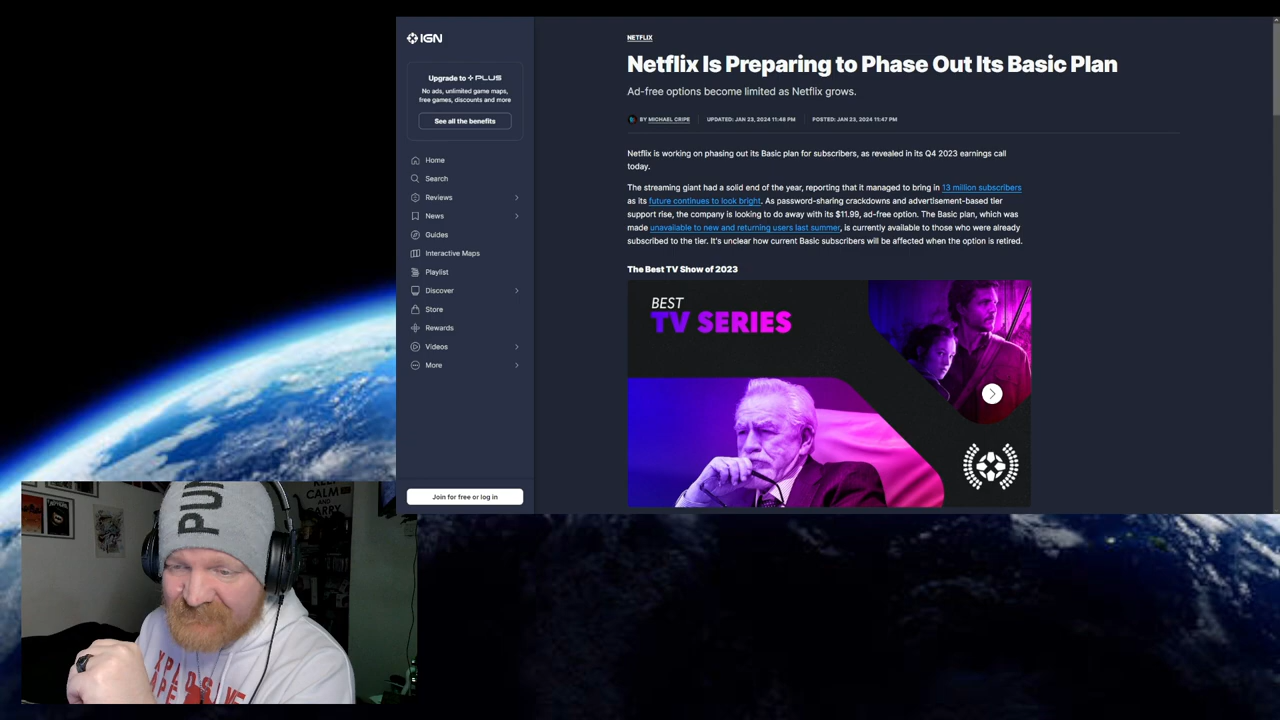 IGN
Upgrade to PLUS
No ads, unlimited game maps,
free games, discounts and more
See all the benefits
Home
Search
Reviews
News
Guides
Interactive Maps
Playlist
Discover
Store
Rewards
Videos
More
Join for free or log in
NETFLIX
Netflix Is Preparing to Phase Out Its Basic Plan
Ad-free options become limited as Netflix grows.
BY MICHAEL CRIPE UPDATED: JAN 23, 2024 11:48 PM POSTED: JAN 23, 2024 11:47 PM
Netflix is working on phasing out its Basic plan for subscribers, as revealed in its Q4 2023 earnings call
today.
The streaming giant had a solid end of the year, reporting that it managed to bring in 13 million subscribers
as its future continues to look bright. As password-sharing crackdowns and advertisement-based tier
support rise, the company is looking to do away with its $11.99, ad-free option. The Basic plan, which was
made unavailable to new and returning users last summer, is currently available to those who were already
subscribed to the tier. It's unclear how current Basic subscribers will be affected when the option is retired.
The Best TV Show of 2023
BEST
TV SERIES
CALM
AND
CARRY
PUN